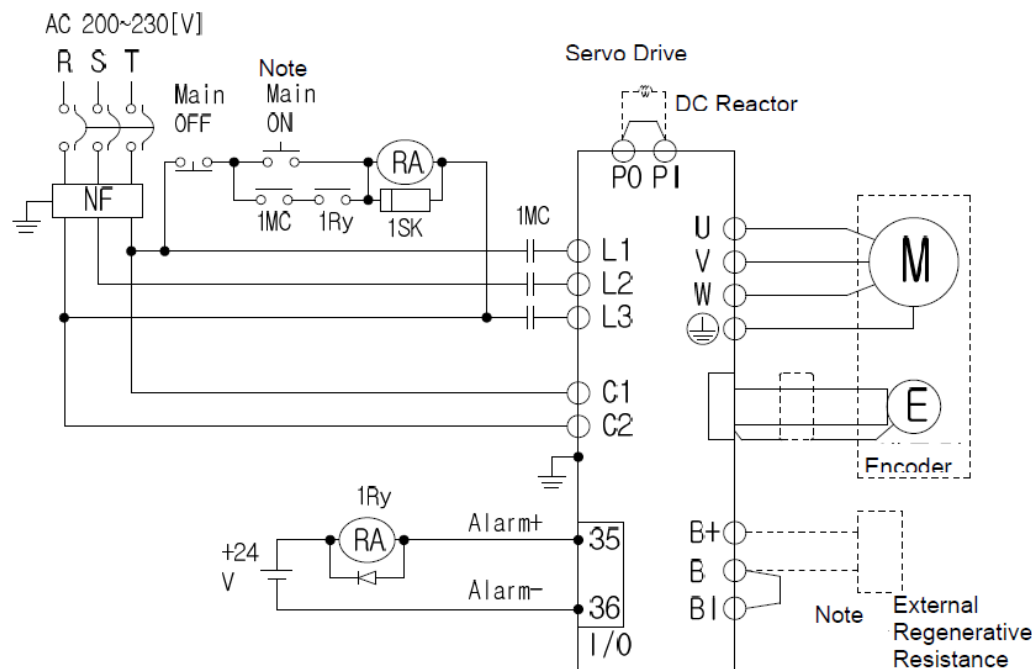 AC 200~230[V]
R S T
Main
OFF
Note
Main
ON
Servo Drive
DC Reactor
RA
PO PI
NF
1MC 1Ry 1SK
1MC
L1
L2
L3
C1
C2
U
V
W
M
E
Encoder
1Ry
RA
+24
V
Alarm+
Alarm-
35
36
I/O
B+
B
BI
Note
External
Regenerative
Resistance